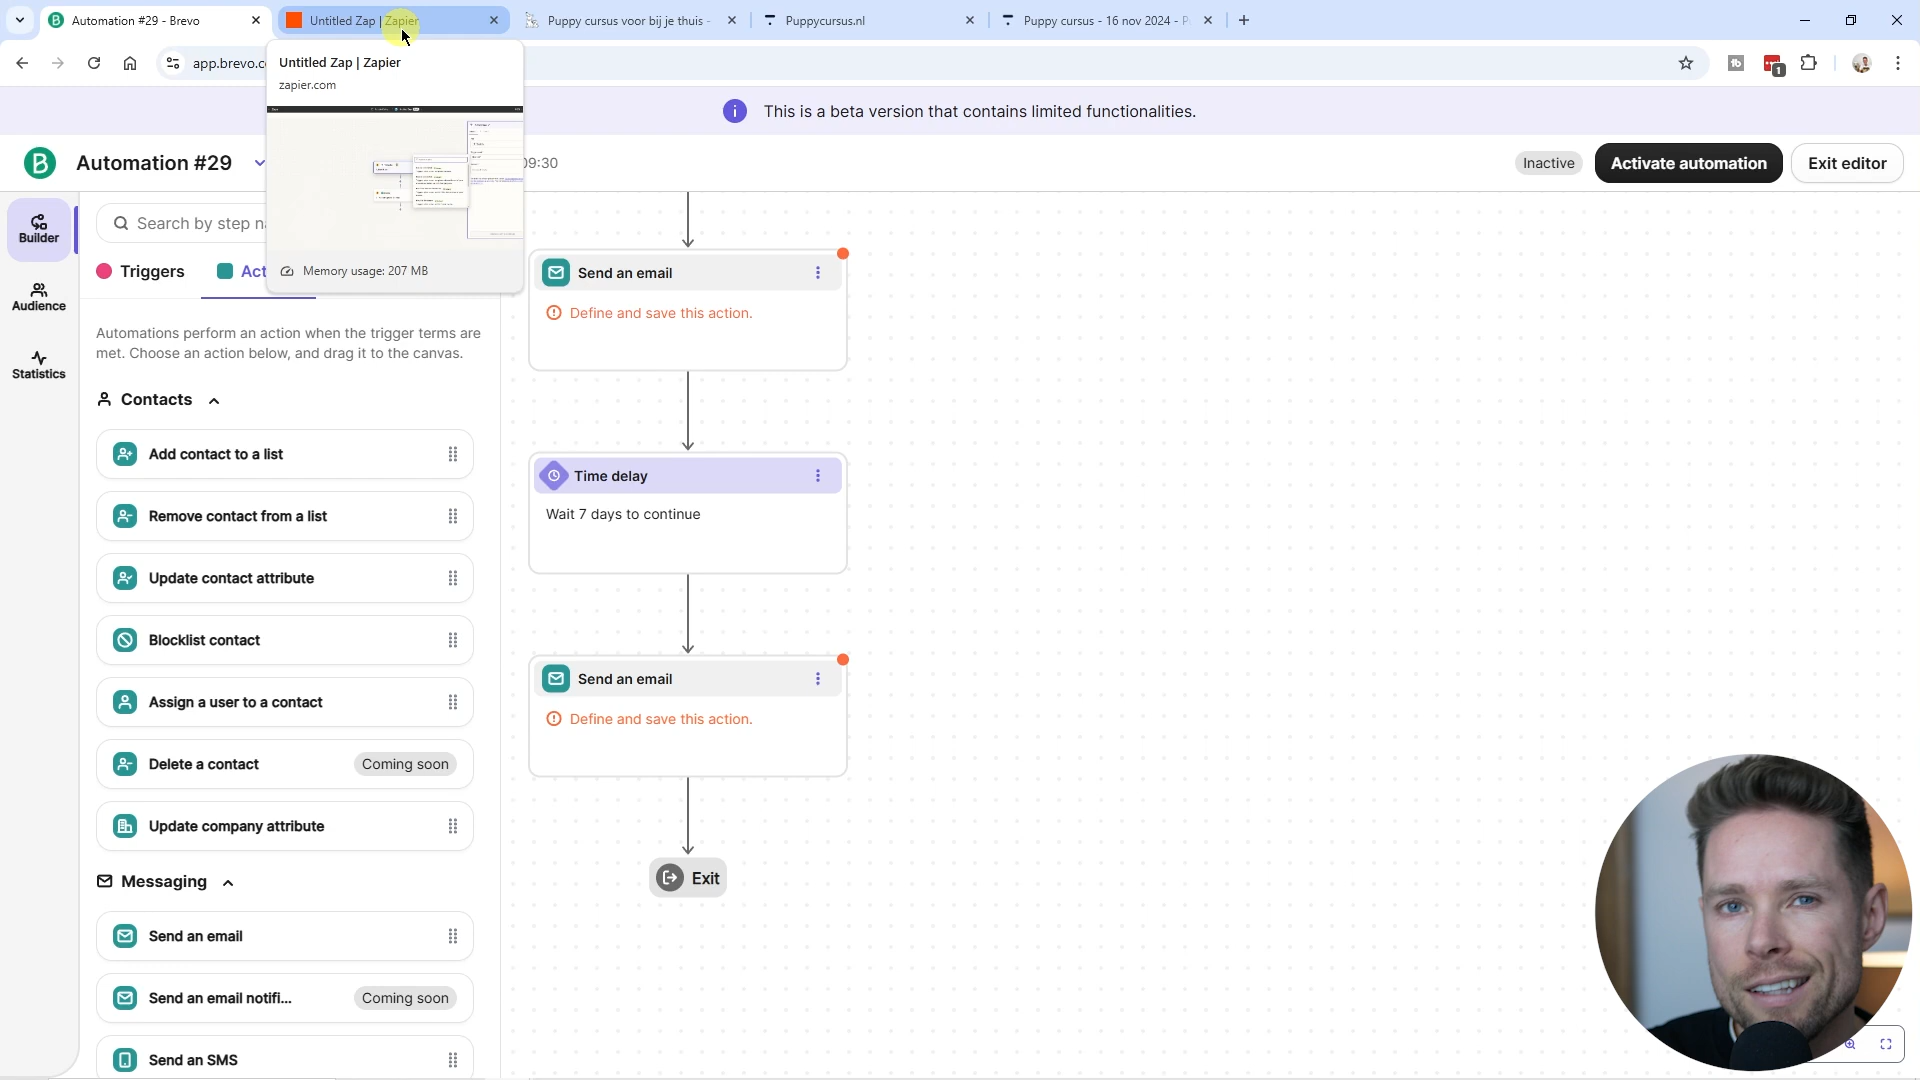 Automation #29 - Brevo
Untitled Zap | Zapier
Puppy cursus voor bij je thuis -
Puppycursus.nl
Puppy cursus - 16 nov 2024 - P
app.brevo.c
Untitled Zap | Zapier
zapier.com
Memory usage: 207 MB
This is a beta version that contains limited functionalities.
Automation #29
09:30
Inactive
Activate automation
Exit editor
Builder
Audience
Statistics
Search by step na
Triggers
Act
Automations perform an action when the trigger terms are
met. Choose an action below, and drag it to the canvas.
Contacts
Add contact to a list
Remove contact from a list
Update contact attribute
Blocklist contact
Assign a user to a contact
Delete a contact
Coming soon
Update company attribute
Messaging
Send an email
Send an email notifi...
Coming soon
Send an SMS
Send an email
Define and save this action.
Time delay
Wait 7 days to continue
Send an email
Define and save this action.
Exit
1